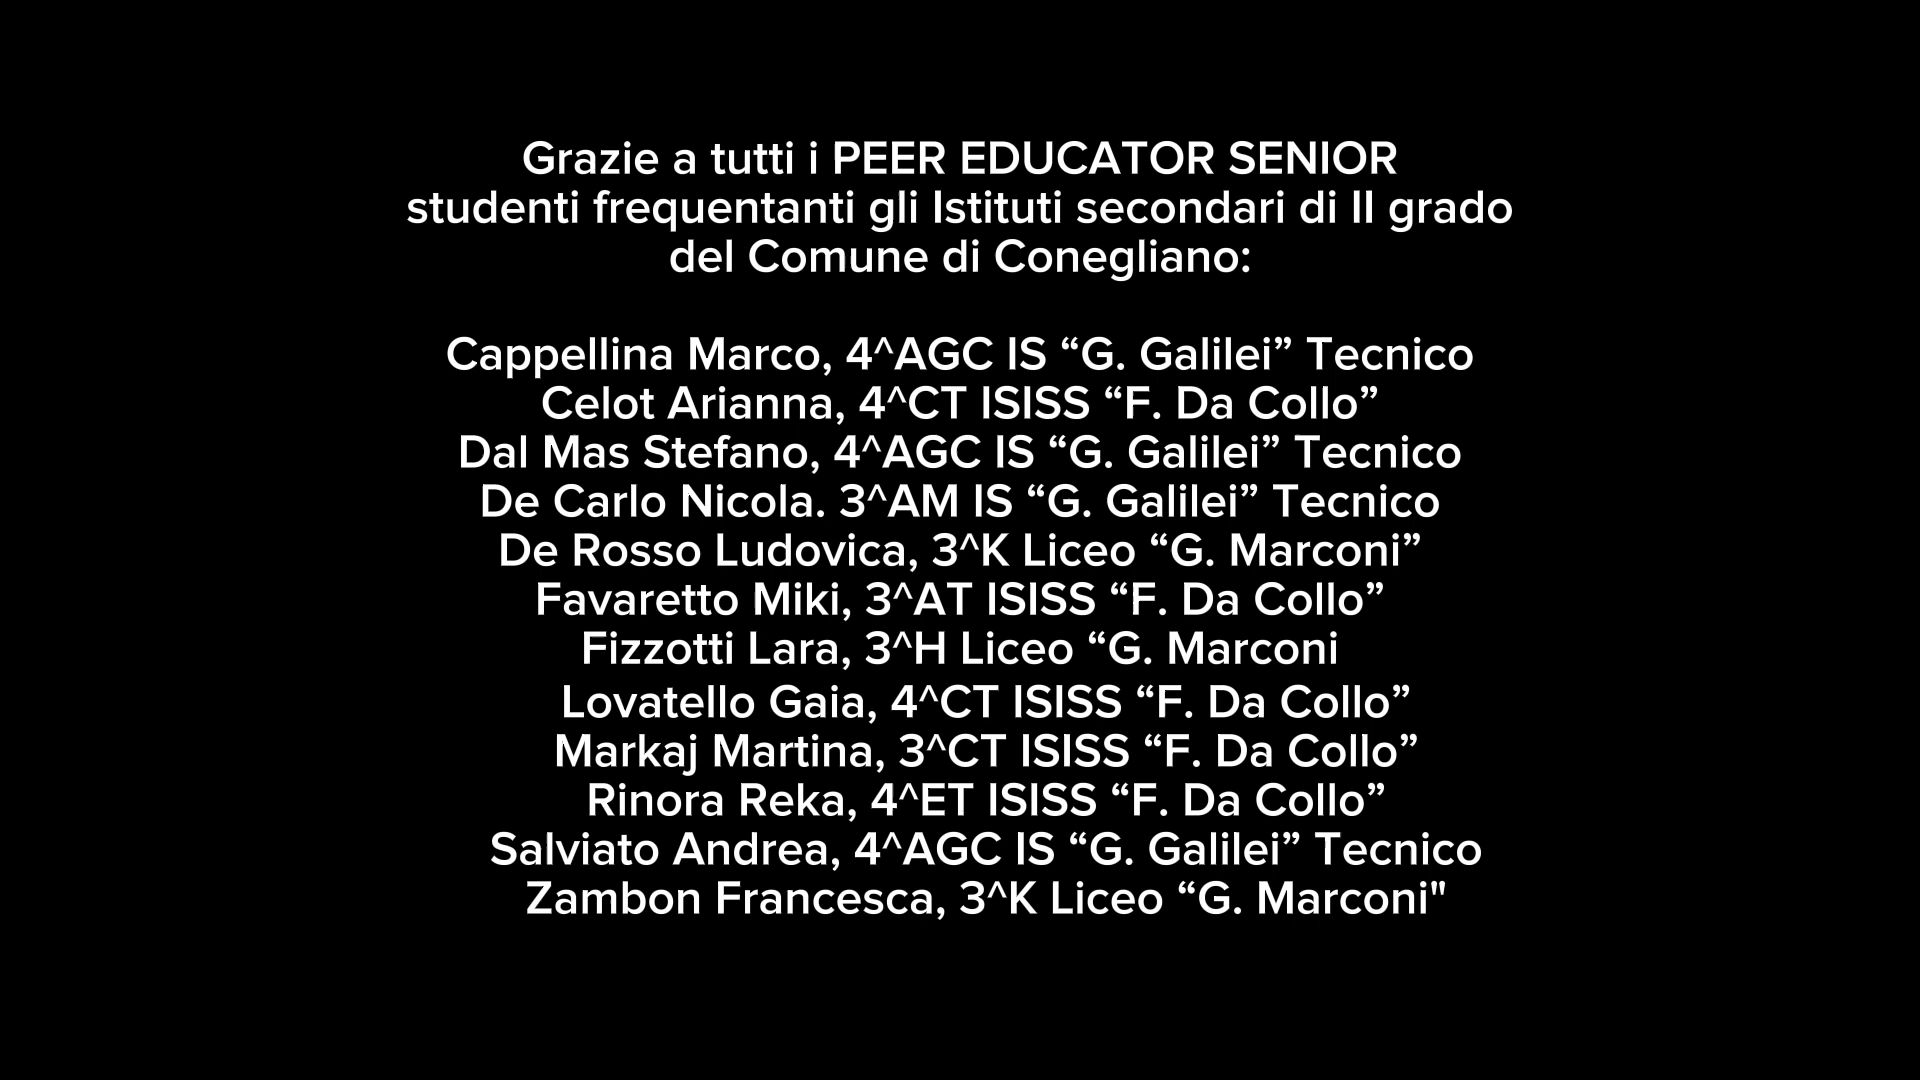 Grazie a tutti i PEER EDUCATOR SENIOR
studenti frequentanti gli Istituti secondari di II grado
del Comune di Conegliano:
Cappellina Marco, 4^AGC IS “G. Galilei” Tecnico
Celot Arianna, 4^CT ISISS “F. Da Collo”
Dal Mas Stefano, 4^AGC IS “G. Galilei” Tecnico
De Carlo Nicola. 3^AM IS “G. Galilei” Tecnico
De Rosso Ludovica, 3^K Liceo “G. Marconi”
Favaretto Miki, 3^AT ISISS “F. Da Collo”
Fizzotti Lara, 3^H Liceo “G. Marconi
Lovatello Gaia, 4^CT ISISS “F. Da Collo”
Markaj Martina, 3^CT ISISS “F. Da Collo”
Rinora Reka, 4^ET ISISS “F. Da Collo”
Salviato Andrea, 4^AGC IS “G. Galilei” Tecnico
Zambon Francesca, 3^K Liceo “G. Marconi"